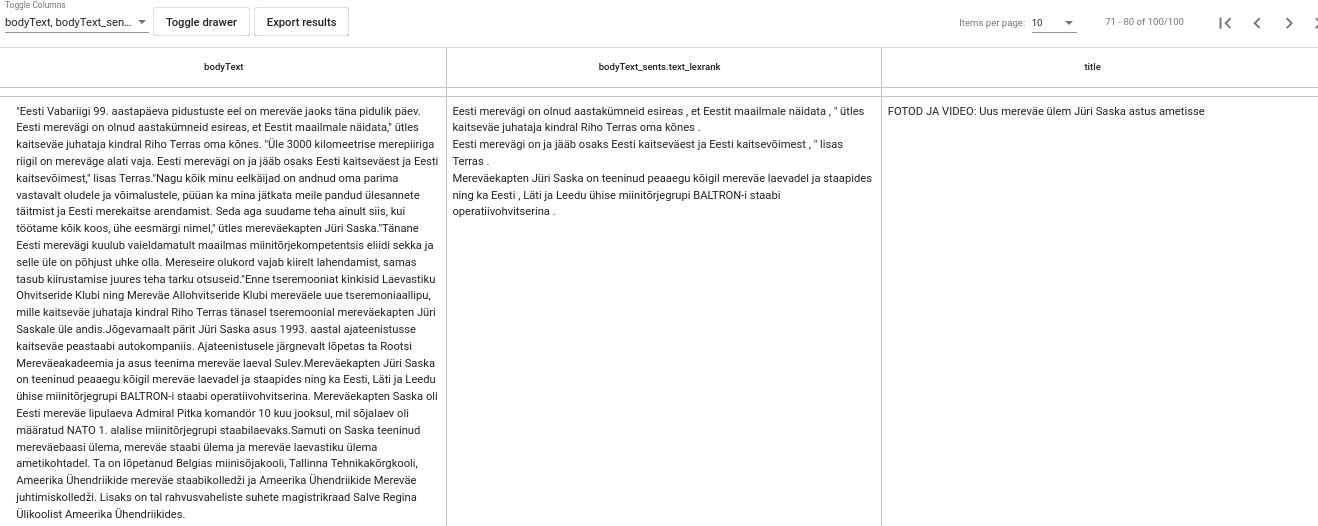 Toggle Columns
bodyText, bodyText_sen...
Toggle drawer
Export results
Items per page:
10
71 - 80 of 100/100
bodyText
bodyText_sents.text_lexrank
title
"Eesti Vabariigi 99. aastapäeva pidustuste eel on mereväe jaoks täna pidulik päev.
Eesti merevägi on olnud aastakümneid esireas, et Eestit maailmale näidata," ütles
kaitseväe juhataja kindral Riho Terras oma kõnes. "Üle 3000 kilomeetrise merepiiriga
riigil on mereväge alati vaja. Eesti merevägi on ja jääb osaks Eesti kaitseväest ja Eesti
kaitsevõimest," lisas Terras."Nagu kõik minu eelkäijad on andnud oma parima
vastavalt oludele ja võimalustele, püüan ka mina jätkata meile pandud ülesannete
täitmist ja Eesti merekaitse arendamist. Seda aga suudame teha ainult siis, kui
töötame kõik koos, ühe eesmärgi nimel," ütles mereväekapten Jüri Saska."Tänane
Eesti merevägi kuulub vaieldamatult maailmas miinitõrjekompetentsis eliidi sekka ja
selle üle on põhjust uhke olla. Mereseire olukord vajab kiirelt lahendamist, samas
tasub kiirustamise juures teha tarku otsuseid."Enne tseremooniat kinkisid Laevastiku
Ohvitseride Klubi ning Mereväe Allohvitseride Klubi mereväele uue tseremoniaallipu,
mille kaitseväe juhataja kindral Riho Terras tänasel tseremoonial mereväekapten Jüri
Saskale üle andis.Jõgevamaalt pärit Jüri Saska asus 1993. aastal ajateenistusse
kaitseväe peastaabi autokompaniis. Ajateenistusele järgnevalt lõpetas ta Rootsi
Mereväeakadeemia ja asus teenima mereväe laeval Sulev.Mereväekapten Jüri Saska
on teeninud peaaegu kõigil mereväe laevadel ja staapides ning ka Eesti, Läti ja Leedu
ühise miinitõrjegrupi BALTRON-i staabi operatiivohvitserina. Mereväekapten Saska oli
Eesti mereväe lipulaeva Admiral Pitka komandör 10 kuu jooksul, mil sõjalaev oli
määratud NATO 1. alalise miinitõrjegrupi staabilaevaks.Samuti on Saska teeninud
mereväebaasi ülema, mereväe staabi ülema ja mereväe laevastiku ülema
ametikohtadel. Ta on lõpetanud Belgias miinisõjakooli, Tallinna Tehnikakõrgkooli,
Ameerika Ühendriikide mereväe staabikolledži ja Ameerika Ühendriikide Mereväe
juhtimiskolledži. Lisaks on tal rahvusvaheliste suhete magistrikraad Salve Regina
Ülikoolist Ameerika Ühendriikides.
Eesti merevägi on olnud aastakümneid esireas , et Eestit maailmale näidata , " ütles
kaitseväe juhataja kindral Riho Terras oma kõnes .
Eesti merevägi on ja jääb osaks Eesti kaitseväest ja Eesti kaitsevõimest , " lisas
Terras .
Mereväekapten Jüri Saska on teeninud peaaegu kõigil mereväe laevadel ja staapides
ning ka Eesti , Läti ja Leedu ühise miinitõrjegrupi BALTRON-i staabi
operatiivohvitserina .
FOTOD JA VIDEO: Uus mereväe ülem Jüri Saska astus ametisse